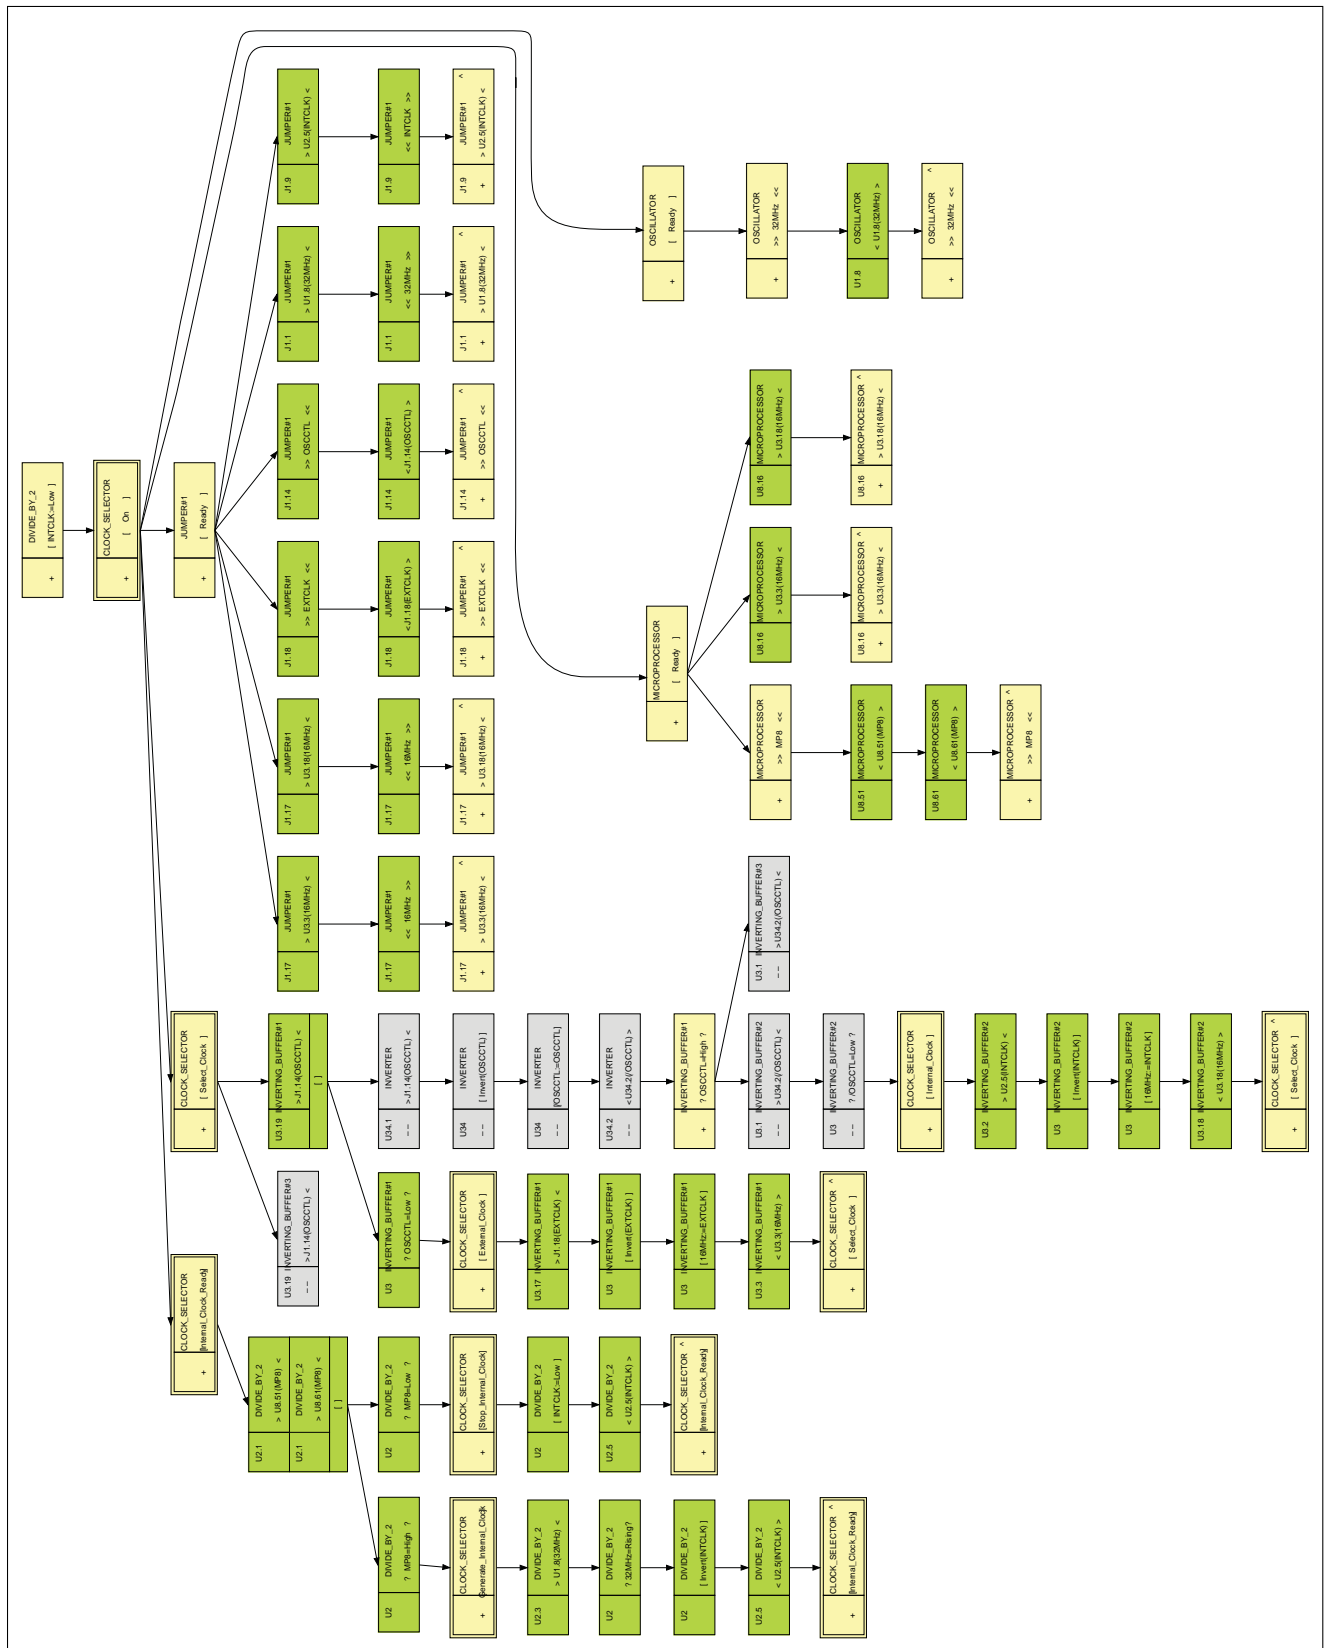 + DIVIDE_BY_2
[ INTCLK:=Low ]
+ CLOCK_SELECTOR
[ On ]
+ JUMPER#1
[ Ready ]
J1.9 JUMPER#1
> U2.5(INTCLK) <
J1.9 JUMPER#1
<< INTCLK >>
J1.9 JUMPER#1 ^
+ > U2.5(INTCLK) <
J1.1 JUMPER#1
> U1.8(32MHz) <
J1.1 JUMPER#1
<< 32MHz >>
J1.1 JUMPER#1 ^
+ > U1.8(32MHz) <
J1.14 JUMPER#1
>> OSCCTL <<
J1.14 JUMPER#1
< J1.14(OSCCTL) >
J1.14 JUMPER#1 ^
+ >> OSCCTL <<
J1.18 JUMPER#1
>> EXTCLK <<
J1.18 JUMPER#1
< J1.18(EXTCLK) >
J1.18 JUMPER#1 ^
+ >> EXTCLK <<
J1.17 JUMPER#1
> U3.18(16MHz) <
J1.17 JUMPER#1
<< 16MHz >>
J1.17 JUMPER#1 ^
+ > U3.18(16MHz) <
J1.17 JUMPER#1
> U3.3(16MHz) <
J1.17 JUMPER#1
<< 16MHz >>
J1.17 JUMPER#1 ^
+ > U3.3(16MHz) <
+ OSCILLATOR
[ Ready ]
+ OSCILLATOR
>> 32MHz <<
U1.8 OSCILLATOR
< U1.8(32MHz) >
+ OSCILLATOR ^
>> 32MHz <<
+ MICROPROCESSOR
[ Ready ]
U8.16 MICROPROCESSOR
> U3.18(16MHz) <
U8.16 MICROPROCESSOR ^
+ > U3.18(16MHz) <
U8.16 MICROPROCESSOR
> U3.3(16MHz) <
U8.16 MICROPROCESSOR ^
+ > U3.3(16MHz) <
+ MICROPROCESSOR
>> MP8 <<
U8.51 MICROPROCESSOR
< U8.51(MP8) >
U8.61 MICROPROCESSOR
< U8.61(MP8) >
+ MICROPROCESSOR ^
>> MP8 <<
+ CLOCK_SELECTOR
[ Select_Clock ]
U3.19 INVERTING_BUFFER#1
> J1.14(OSCCTL) <
[ ]
U34.1 INVERTER
-- > J1.14(OSCCTL) <
U34 INVERTER
-- [ Invert(OSCCTL) ]
U34 INVERTER
-- [/OSCCTL:=OSCCTL]
U34.2 INVERTER
-- < U34.2(/OSCCTL) >
+ INVERTING_BUFFER#1
? OSCCTL=High ?
U3.1 INVERTING_BUFFER#3
-- > U34.2(/OSCCTL) <
U3.1 INVERTING_BUFFER#2
-- > U34.2(/OSCCTL) <
U3 INVERTING_BUFFER#2
-- ? /OSCCTL=Low ?
+ CLOCK_SELECTOR
[ Internal_Clock ]
U3.2 INVERTING_BUFFER#2
> U2.5(INTCLK) <
U3 INVERTING_BUFFER#2
[ Invert(INTCLK) ]
U3 INVERTING_BUFFER#2
[ 16MHz:=INTCLK]
U3.18 INVERTING_BUFFER#2
< U3.18(16MHz) >
+ CLOCK_SELECTOR ^
[ Select_Clock ]
U3.19 INVERTING_BUFFER#3
-- > J1.14(OSCCTL) <
U3 INVERTING_BUFFER#1
? OSCCTL=Low ?
+ CLOCK_SELECTOR
[ External_Clock ]
U3.17 INVERTING_BUFFER#1
> J1.18(EXTCLK) <
U3 INVERTING_BUFFER#1
[ Invert(EXTCLK) ]
U3 INVERTING_BUFFER#1
[ 16MHz:=EXTCLK ]
U3.3 INVERTING_BUFFER#1
< U3.3(16MHz) >
+ CLOCK_SELECTOR ^
[ Select_Clock ]
+ CLOCK_SELECTOR
[Internal_Clock_Ready]
U2.1 DIVIDE_BY_2
> U8.51(MP8) <
U2.1 DIVIDE_BY_2
> U8.61(MP8) <
[ ]
U2 DIVIDE_BY_2
? MP8=Low ?
+ CLOCK_SELECTOR
[Stop_Internal_Clock]
U2 DIVIDE_BY_2
[ INTCLK:=Low ]
U2.5 DIVIDE_BY_2
< U2.5(INTCLK) >
+ CLOCK_SELECTOR ^
[Internal_Clock_Ready]
U2 DIVIDE_BY_2
? MP8=High ?
+ CLOCK_SELECTOR
Generate_Internal_Clock
U2.3 DIVIDE_BY_2
> U1.8(32MHz) <
U2 DIVIDE_BY_2
? 32MHz=Rising?
U2 DIVIDE_BY_2
[ Invert(INTCLK) ]
U2.5 DIVIDE_BY_2
< U2.5(INTCLK) >
+ CLOCK_SELECTOR ^
[Internal_Clock_Ready]